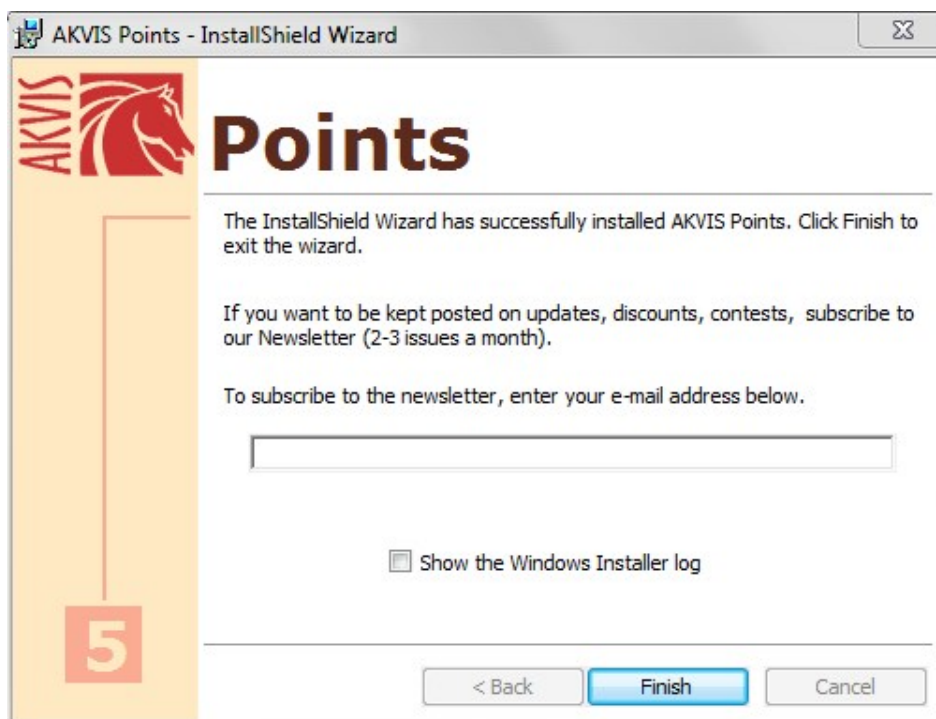 AKVIS Points - InstallShield Wizard
AKVIS
Points
The InstallShield Wizard has successfully installed AKVIS Points. Click Finish to
exit the wizard.
If you want to be kept posted on updates, discounts, contests,  subscribe to
our Newsletter (2-3 issues a month).
To subscribe to the newsletter, enter your e-mail address below.
Show the Windows Installer log
5
< Back
Finish
Cancel